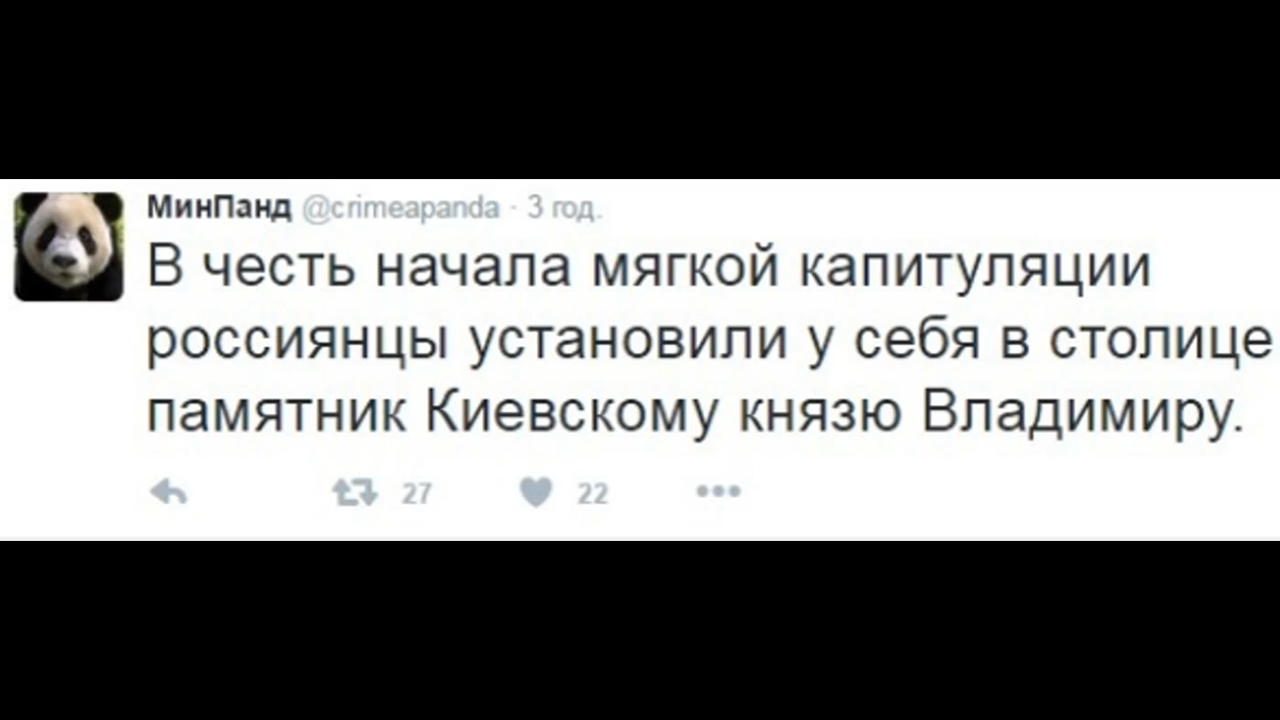 МинПанд @crimeapanda · 3 год.
В честь начала мягкой капитуляции
россиянцы установили у себя в столице
памятник Киевскому князю Владимиру.
27 22